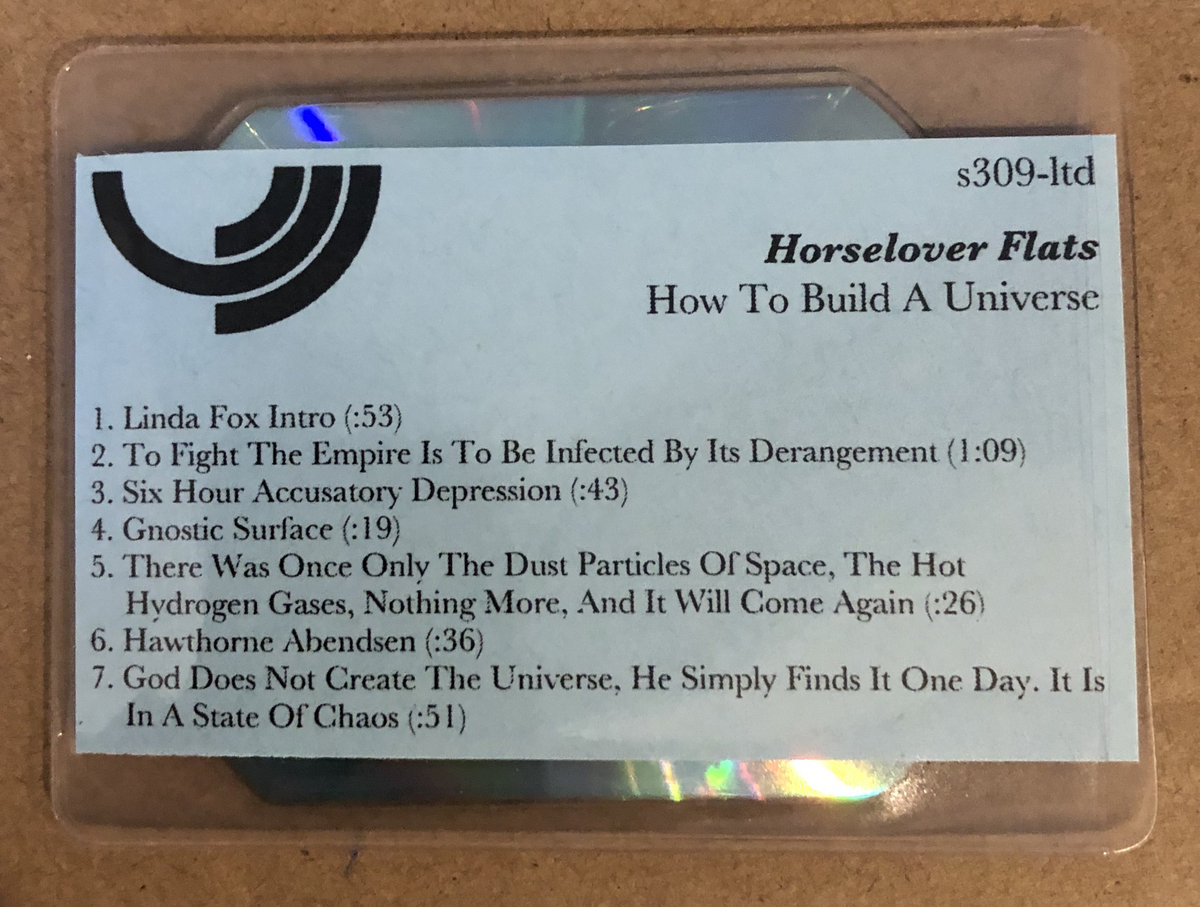 s309-ltd
Horselover Flats
How To Build A Universe
1. Linda Fox Intro (:53)
2. To Fight The Empire Is To Be Infected By Its Derangement (1:09)
3. Six Hour Accusatory Depression (:43)
4. Gnostic Surface (:19)
5. There Was Once Only The Dust Particles Of Space, The Hot
Hydrogen Gases, Nothing More, And It Will Come Again (:26)
6. Hawthorne Abendsen (:36)
7. God Does Not Create The Universe, He Simply Finds It One Day. It Is
In A State Of Chaos (:51)